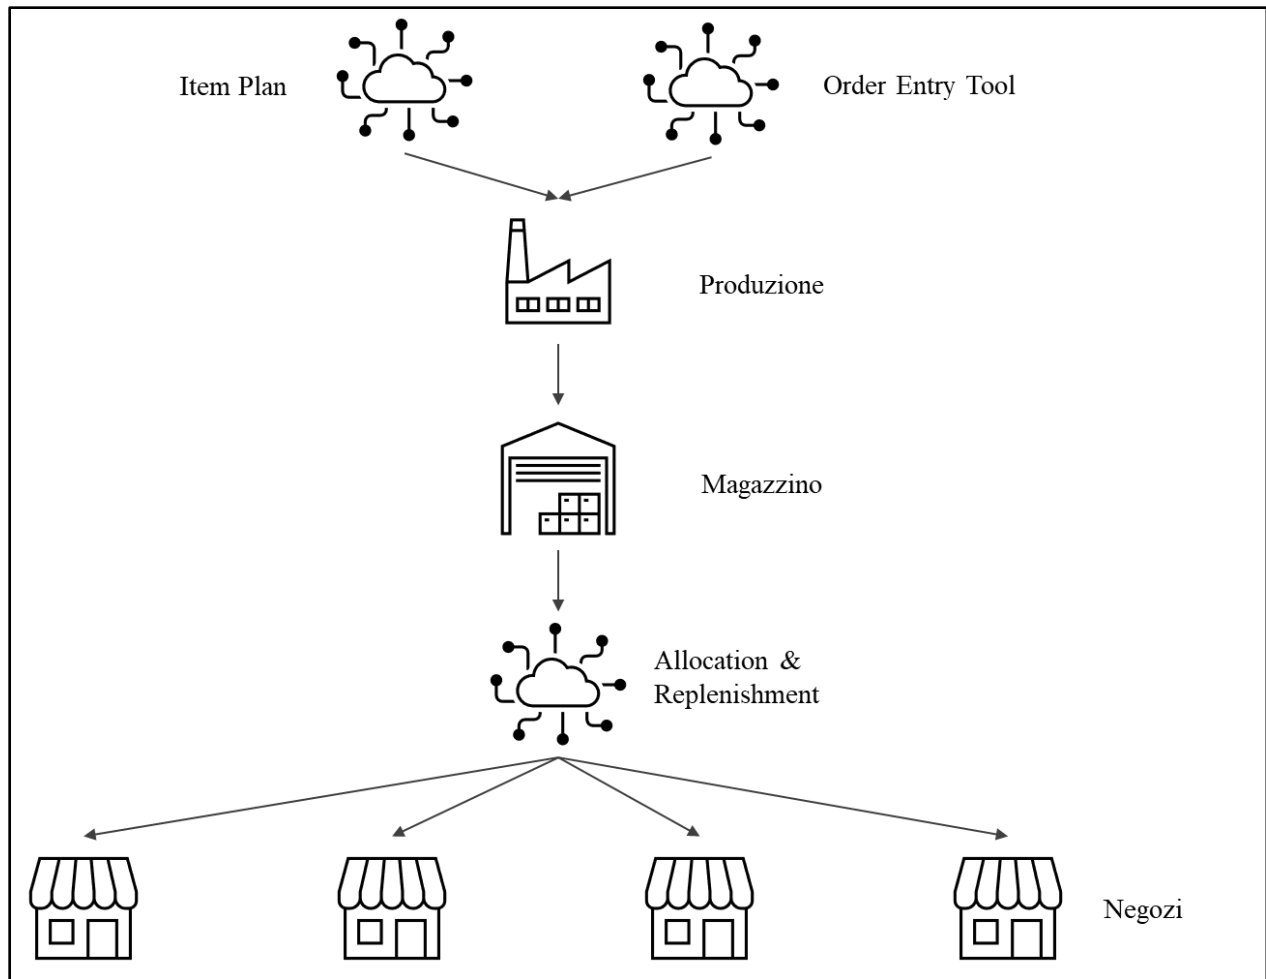 Item Plan
Order Entry Tool
Produzione
Magazzino
Allocation &
Replenishment
Negozi